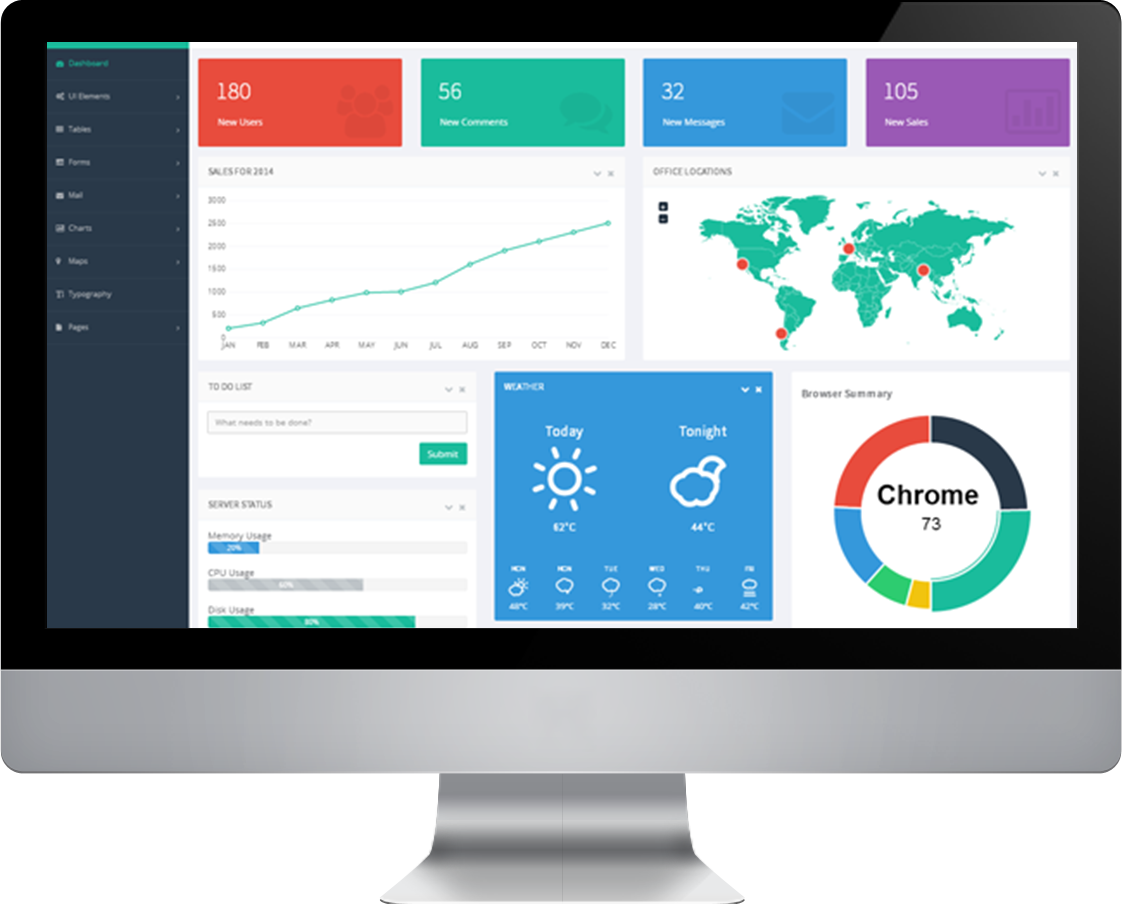 Dashboard
UI Elements
Tables
Forms
Mail
Charts
Maps
Typography
Pages
180
New Users
56
New Comments
32
New Messages
105
New Sales
SALES FOR 2014
3000
2500
2000
1500
1000
500
0
JAN FEB MAR APR MAY JUN JUL AUG SEP OCT NOV DEC
OFFICE LOCATIONS
TO DO LIST
What needs to be done?
Submit
SERVER STATUS
Memory Usage
20%
CPU Usage
60%
Disk Usage
80%
WEATHER
Today Tonight
62°C 44°C
MON MON TUE WED THU FRI
48°C 39°C 32°C 28°C 40°C 42°C
Browser Summary
Chrome
73